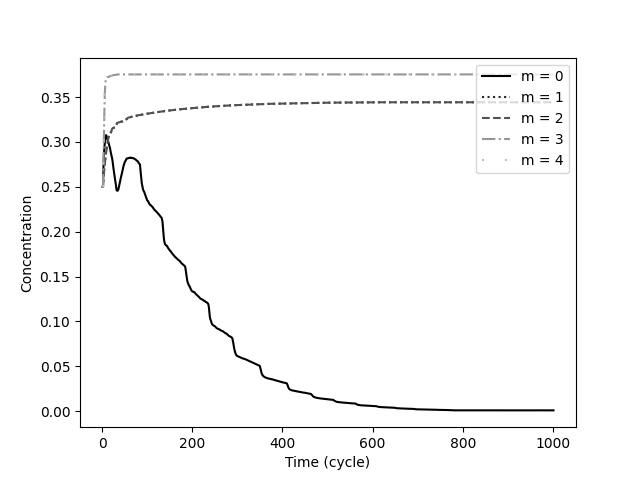 m = 0
m = 1
m = 2
m = 3
m = 4
0.35
0.30
0.25
0.20
0.15
0.10
0.05
0.00
Concentration
0 200 400 600 800 1000
Time (cycle)